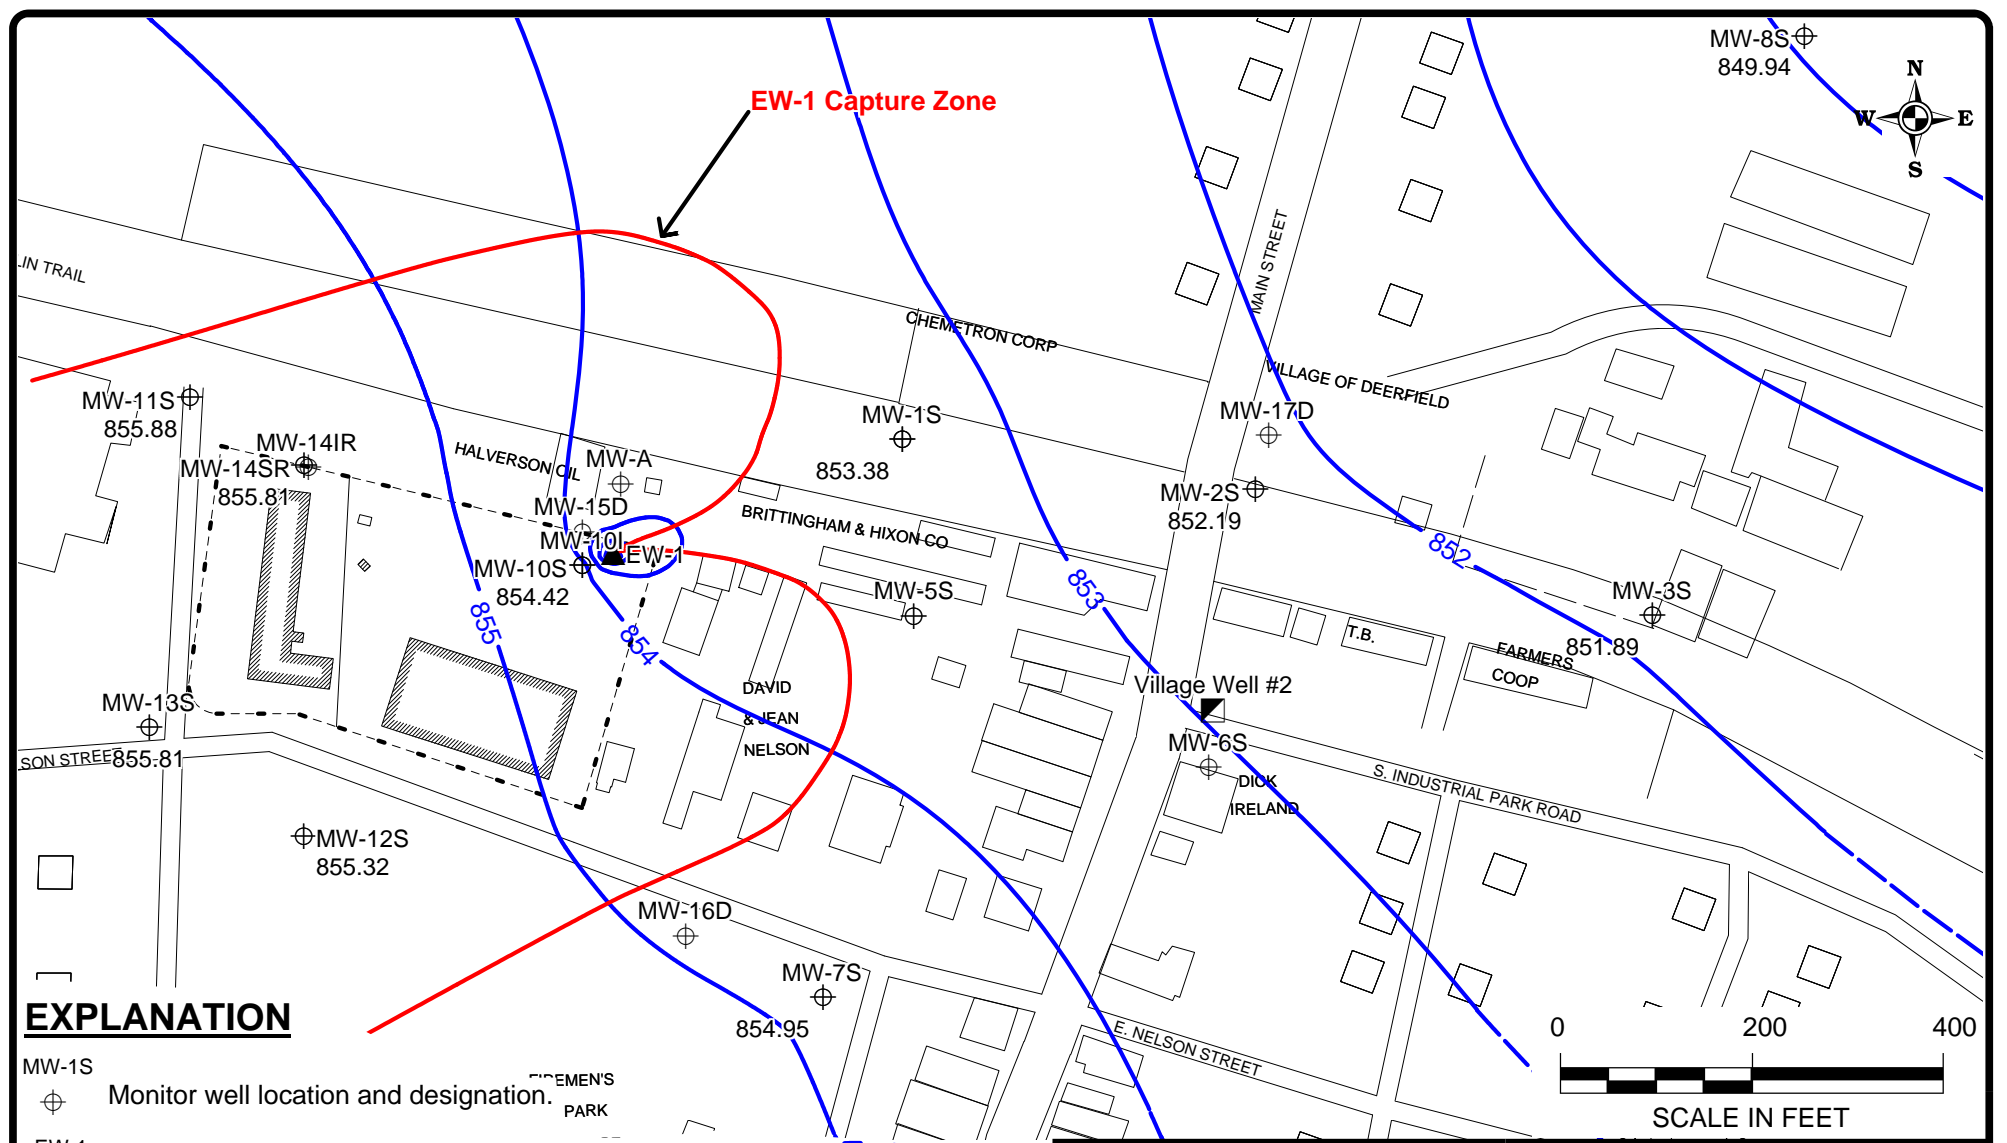 MW-8S
849.94
N
W E
S
EW-1 Capture Zone
LIN TRAIL
MAIN STREET
CHEMETRON CORP
VILLAGE OF DEERFIELD
MW-11S
855.88
MW-14IR
MW-14SR
855.81
HALVERSON OIL
MW-A
MW-1S
853.38
MW-17D
MW-2S
852.19
MW-15D
MW-10I
EW-1
MW-10S
854.42
BRITTINGHAM & HIXON CO
MW-5S
852
853
854
855
MW-3S
851.89
T.B.
FARMERS
COOP
DAVID
& JEAN
NELSON
Village Well #2
MW-6S
DICK
IRELAND
S. INDUSTRIAL PARK ROAD
MW-13S
855.81
SON STREET
MW-12S
855.32
MW-16D
MW-7S
854.95
E. NELSON STREET
EXPLANATION
MW-1S
Monitor well location and designation.
FIREMEN'S
PARK
0 200 400
SCALE IN FEET